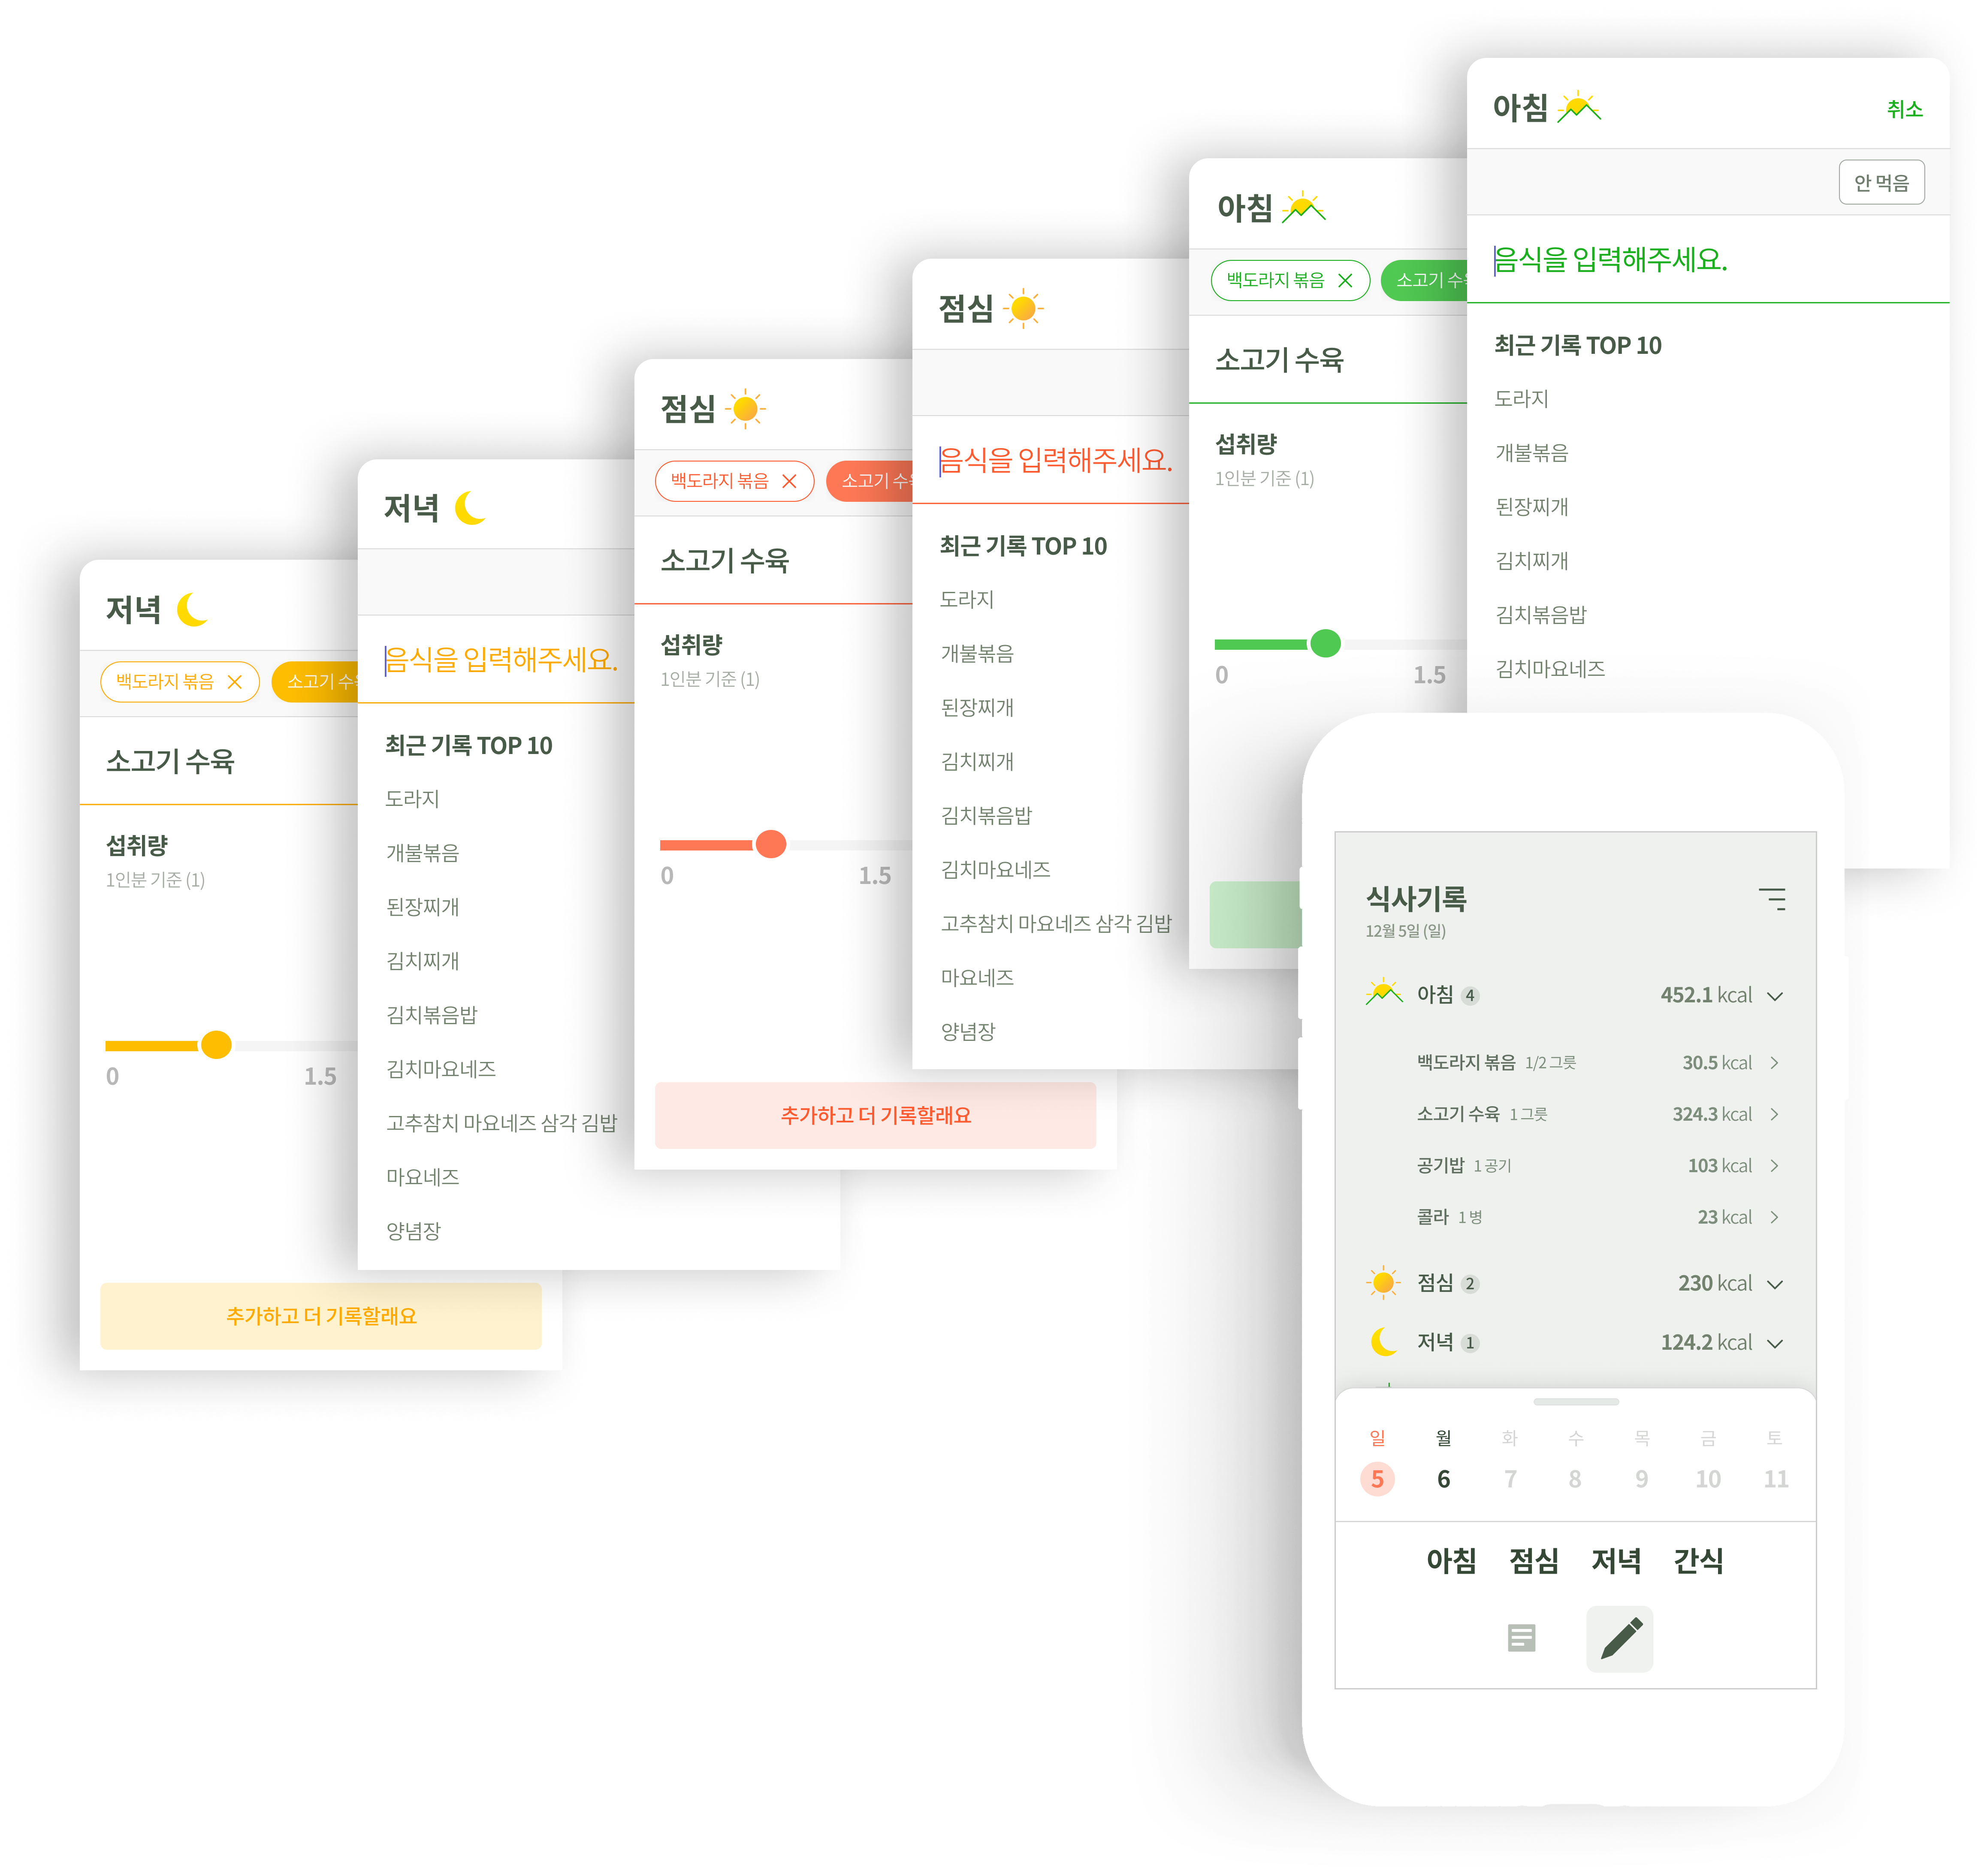 저녁
백도라지 볶음
소고기 수육
소고기 수육
섭취량
1인분 기준 (1)
0 1.5
추가하고 더 기록할래요
저녁
음식을 입력해주세요.
최근 기록 TOP 10
도라지
개불볶음
된장찌개
김치찌개
김치볶음밥
김치마요네즈
고추참치 마요네즈 삼각 김밥
마요네즈
양념장
점심
백도라지 볶음
소고기 수육
소고기 수육
섭취량
1인분 기준 (1)
0 1.5
추가하고 더 기록할래요
점심
음식을 입력해주세요.
최근 기록 TOP 10
도라지
개불볶음
된장찌개
김치찌개
김치볶음밥
김치마요네즈
고추참치 마요네즈 삼각 김밥
마요네즈
양념장
아침
백도라지 볶음
소고기 수육
소고기 수육
섭취량
1인분 기준 (1)
0 1.5
아침 취소
안 먹음
음식을 입력해주세요.
최근 기록 TOP 10
도라지
개불볶음
된장찌개
김치찌개
김치볶음밥
김치마요네즈
식사기록
12월 5일 (일)
아침 4 452.1 kcal
백도라지 볶음 1/2 그릇 30.5 kcal
소고기 수육 1 그릇 324.3 kcal
공기밥 1 공기 103 kcal
콜라 1 병 23 kcal
점심 2 230 kcal
저녁 1 124.2 kcal
일 월 화 수 목 금 토
5 6 7 8 9 10 11
아침 점심 저녁 간식